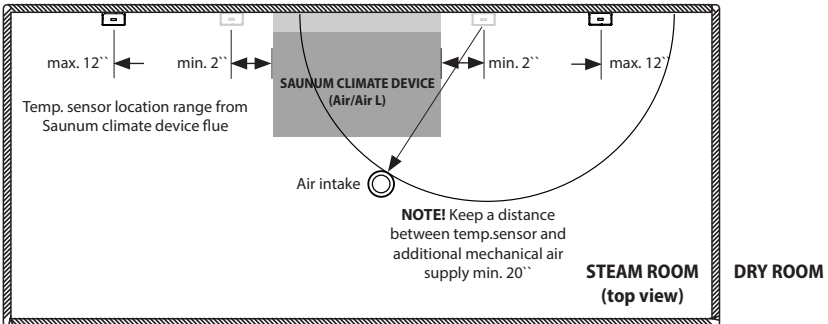 max. 12``
min. 2``
SAUNUM CLIMATE DEVICE
(Air/Air L)
min. 2``
max. 12``
Temp. sensor location range from
Saunum climate device flue
Air intake
NOTE! Keep a distance
between temp.sensor and
additional mechanical air
supply min. 20``
STEAM ROOM
(top view)
DRY ROOM